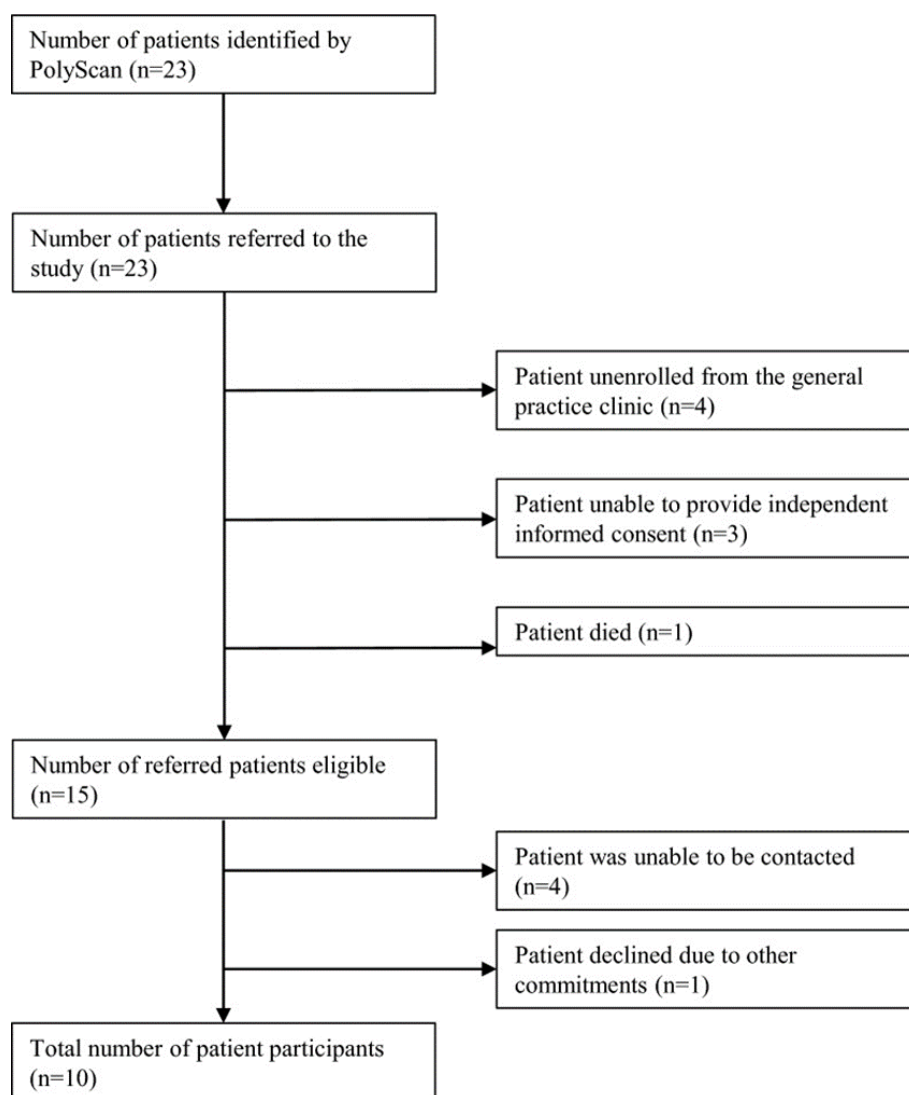 Number of patients identified by
PolyScan (n=23)
Number of patients referred to the
study (n=23)
Patient unenrolled from the general
practice clinic (n=4)
Patient unable to provide independent
informed consent (n=3)
Patient died (n=1)
Number of referred patients eligible
(n=15)
Patient was unable to be contacted
(n=4)
Patient declined due to other
commitments (n=1)
Total number of patient participants
(n=10)